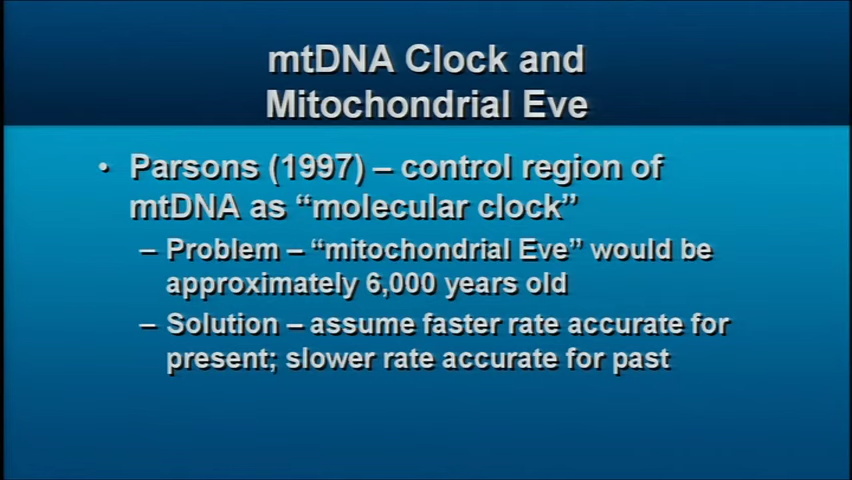 mtDNA Clock and
Mitochondrial Eve
• Parsons (1997) – control region of
mtDNA as “molecular clock”
– Problem – “mitochondrial Eve” would be
approximately 6,000 years old
– Solution – assume faster rate accurate for
present; slower rate accurate for past